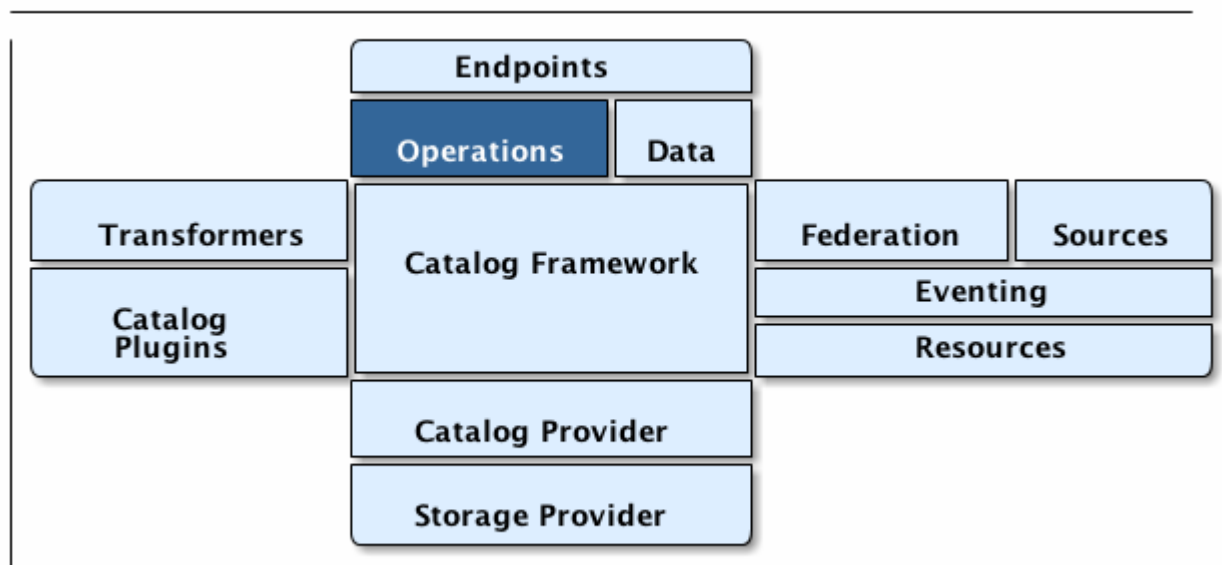 Endpoints
Operations
Data
Transformers
Catalog Framework
Federation
Sources
Catalog
Plugins
Eventing
Resources
Catalog Provider
Storage Provider